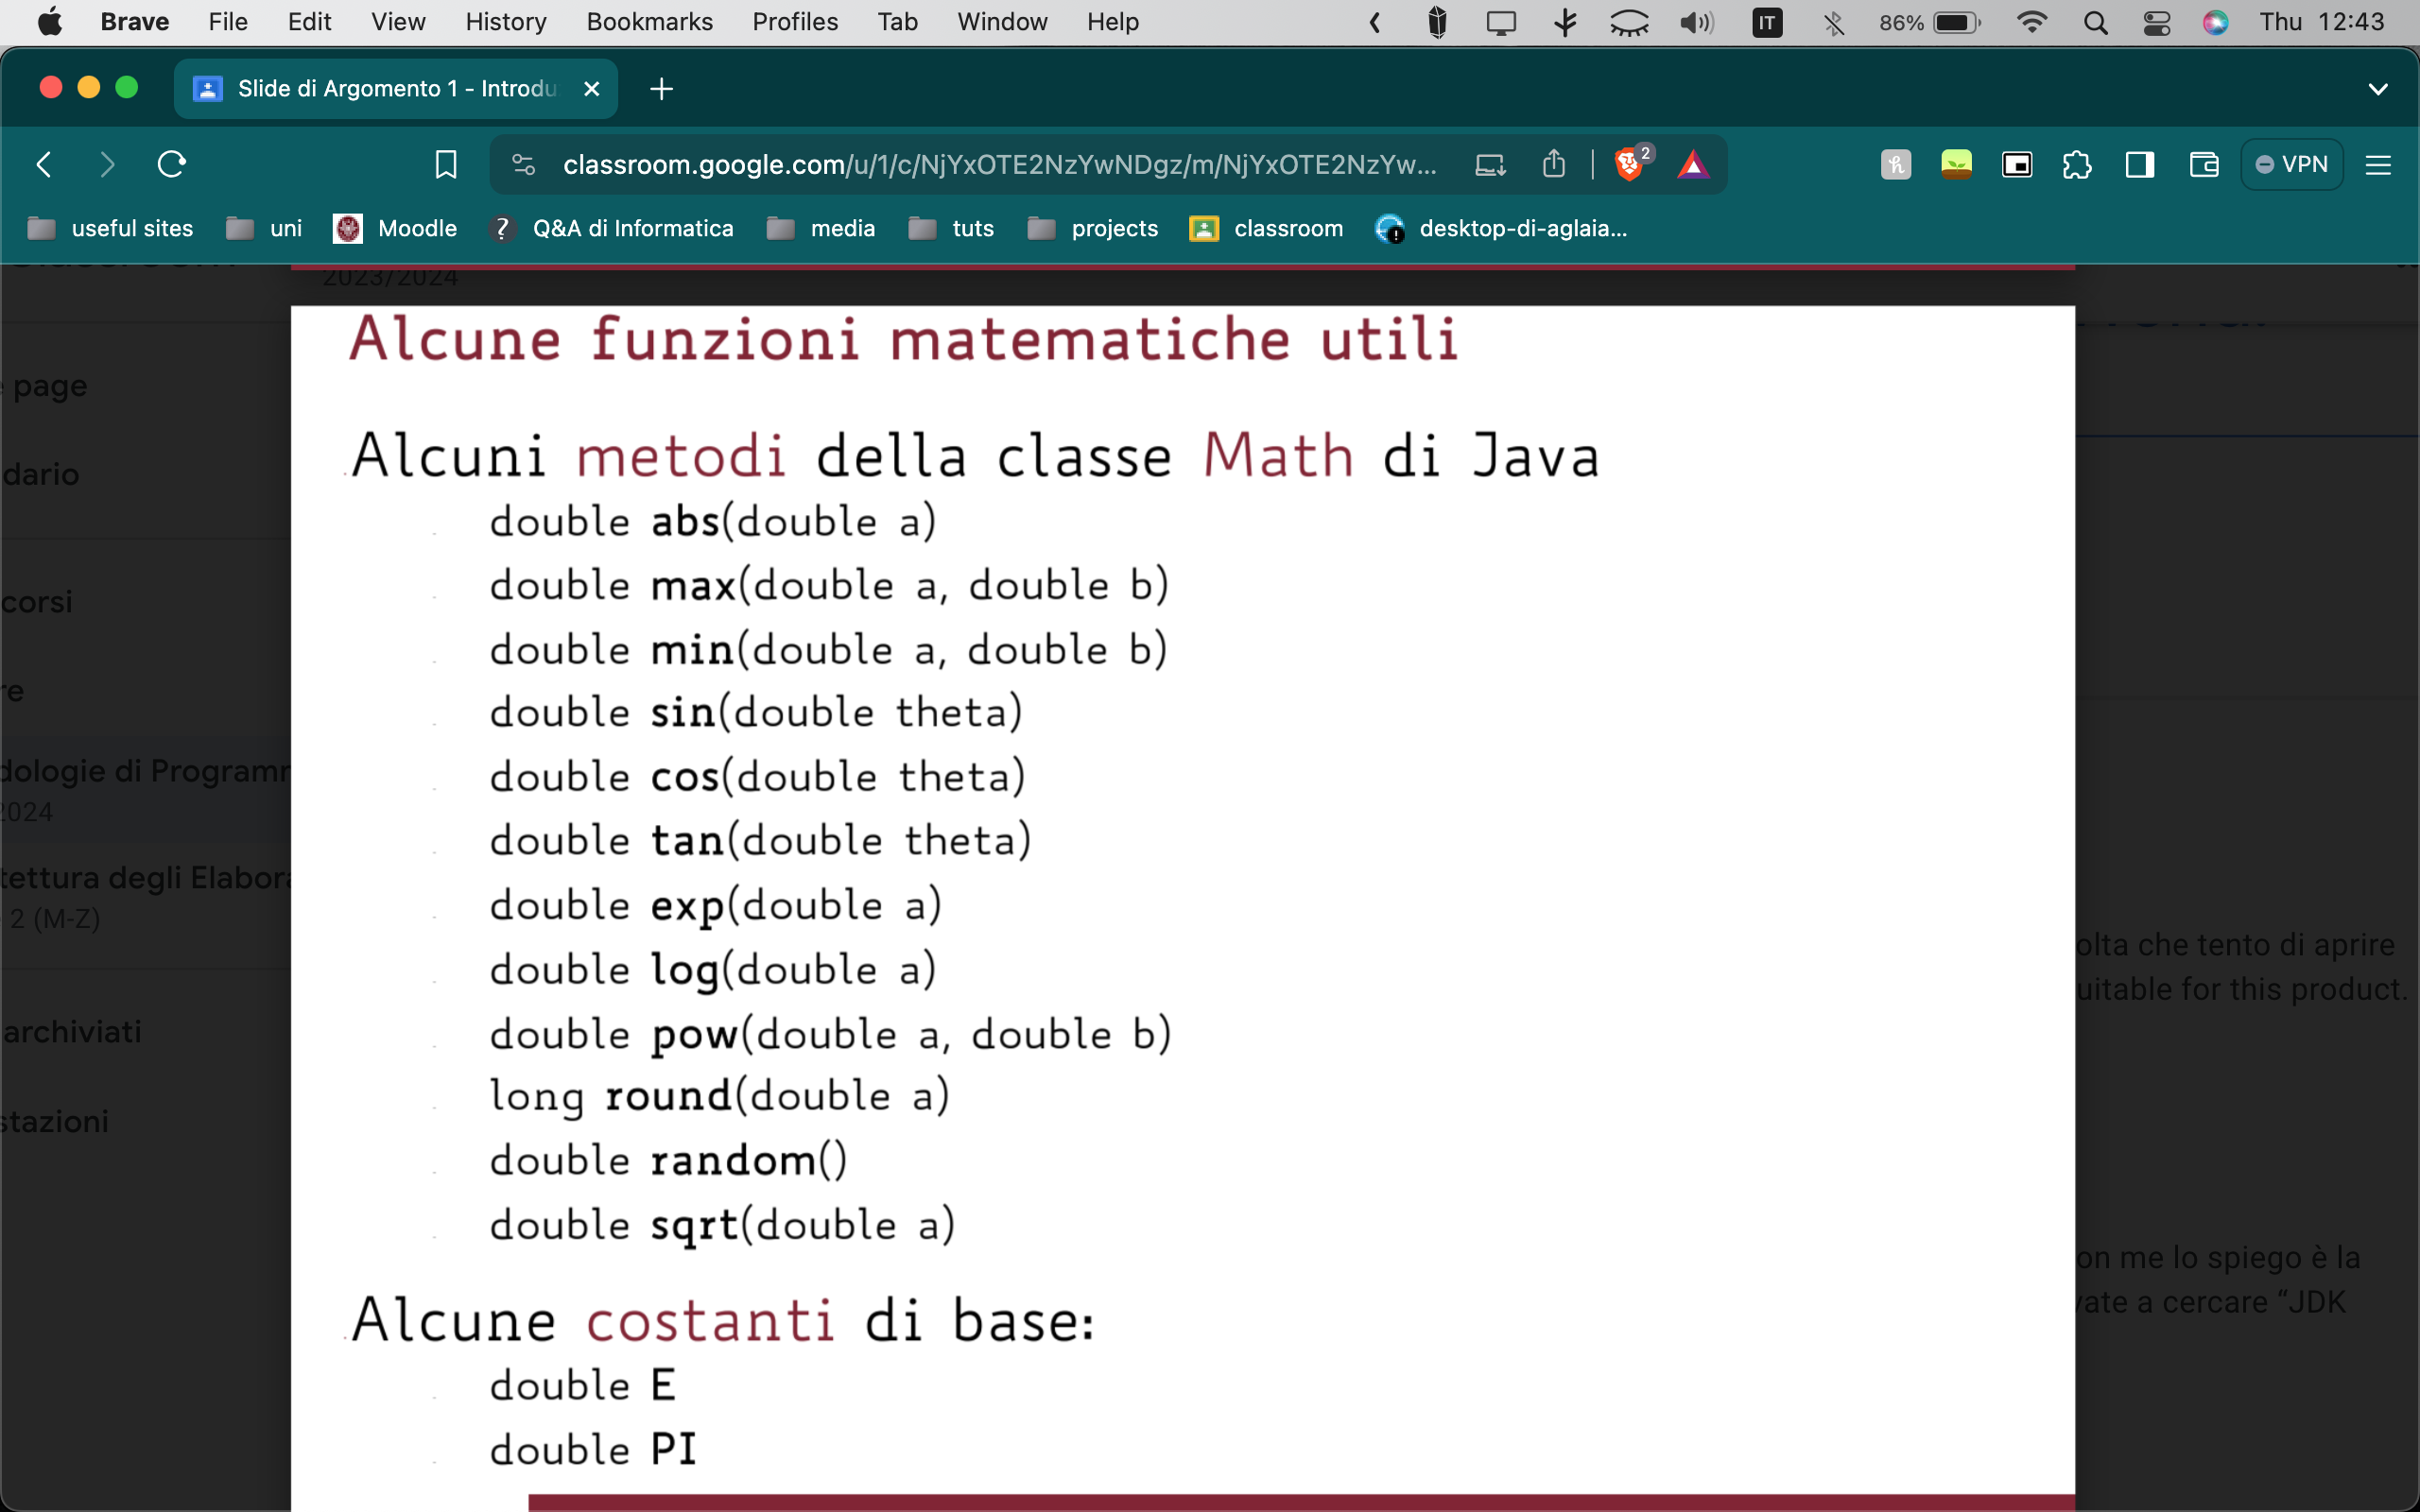 Brave File Edit View History Bookmarks Profiles Tab Window Help IT 86% Thu 12:43
Slide di Argomento 1 - Introdu
classroom.google.com/u/1/c/NjYxOTE2NzYwNDgz/m/NjYxOTE2NzYw... 2 VPN
useful sites uni Moodle Q&A di Informatica media tuts projects classroom desktop-di-aglaia...
2023/2024
Alcune funzioni matematiche utili
page
Alcuni metodi della classe Math di Java
dario
double abs(double a)
double max(double a, double b)
corsi
double min(double a, double b)
re
double sin(double theta)
dologie di Programm
double cos(double theta)
2024
double tan(double theta)
tettura degli Elabora
double exp(double a)
2 (M-Z)
olta che tento di aprire
double log(double a)
uitable for this product.
archiviati
double pow(double a, double b)
long round(double a)
stazioni
double random()
double sqrt(double a)
on me lo spiego è la
vate a cercare “JDK
Alcune costanti di base:
double E
double PI